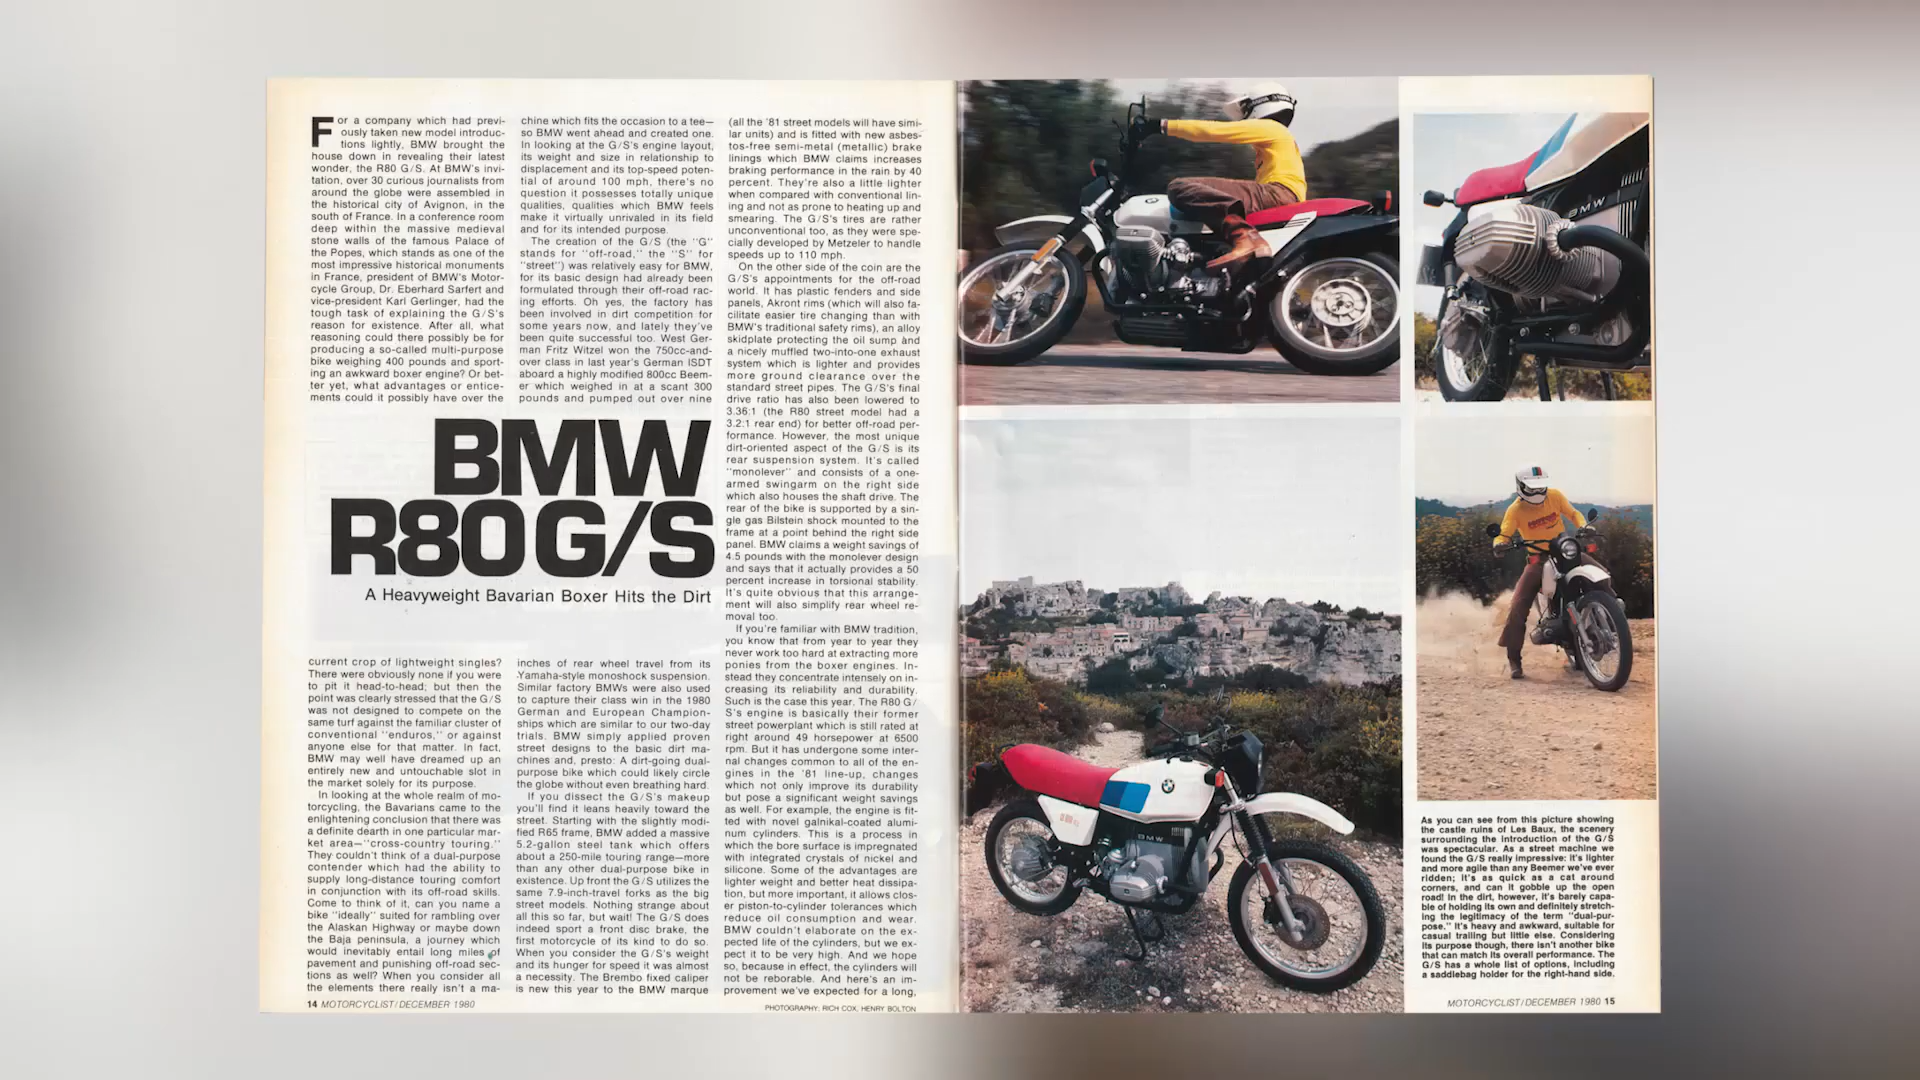 For a company which had previ-
ously taken new model introduc-
tions lightly, BMW brought the
house down in revealing their latest
wonder, the R80 G/S. At BMW's invi-
tation, over 30 curious journalists from
around the globe were assembled in
the historical city of Avignon, in the
south of France. In a conference room
deep within the massive medieval
stone walls of the famous Palace of
the Popes, which stands as one of the
most impressive historical monuments
in France, president of BMW's Motor-
cycle Group, Dr. Eberhard Sarfert and
vice-president Karl Gerlinger, had the
tough task of explaining the G/S's
reason for existence. After all, what
reasoning could there possibly be for
producing a so-called multi-purpose
bike weighing 400 pounds and sport-
ing an awkward boxer engine? Or bet-
ter yet, what advantages or entice-
ments could it possibly have over the
BMW
R80 G/S
A Heavyweight Bavarian Boxer Hits the Dirt
current crop of lightweight singles?
There were obviously none if you were
to pit it head-to-head; but then the
point was clearly stressed that the G/S
was not designed to compete on the
same turf against the familiar cluster of
conventional "enduros," or against
anyone else for that matter. In fact,
BMW may well have dreamed up an
entirely new and untouchable slot in
the market solely for its purpose.
In looking at the whole realm of mo-
torcycling, the Bavarians came to the
enlightening conclusion that there was
a definite dearth in one particular mar-
ket area—"cross-country touring."
They couldn't think of a dual-purpose
contender which had the ability to
supply long-distance touring comfort
in conjunction with its off-road skills.
Come to think of it, can you name a
bike "ideally" suited for rambling over
the Alaskan Highway or maybe down
the Baja peninsula, a journey which
would inevitably entail long miles of
pavement and punishing off-road sec-
tions as well? When you consider all
the elements there really isn't a ma-
chine which fits the occasion to a tee—
so BMW went ahead and created one.
In looking at the G/S's engine layout,
its weight and size in relationship to
displacement and its top-speed poten-
tial of around 100 mph, there's no
question it possesses totally unique
qualities, qualities which BMW feels
make it virtually unrivaled in its field
and for its intended purpose.
The creation of the G/S (the "G"
stands for "off-road," the "S" for
"street") was relatively easy for BMW,
for its basic design had already been
formulated through their off-road rac-
ing efforts. Oh yes, the factory has
been involved in dirt competition for
some years now, and lately they've
been quite successful too. West Ger-
man Fritz Witzel won the 750cc-and-
over class in last year's German ISDT
aboard a highly modified 800cc Beem-
er which weighed in at a scant 300
pounds and pumped out over nine
inches of rear wheel travel from its
Yamaha-style monoshock suspension.
Similar factory BMWs were also used
to capture their class win in the 1980
German and European Champion-
ships which are similar to our two-day
trials. BMW simply applied proven
street designs to the basic dirt ma-
chines and, presto: A dirt-going dual-
purpose bike which could likely circle
the globe without even breathing hard.
If you dissect the G/S's makeup
you'll find it leans heavily toward the
street. Starting with the slightly modi-
fied R65 frame, BMW added a massive
5.2-gallon steel tank which offers
about a 250-mile touring range—more
than any other dual-purpose bike in
existence. Up front the G/S utilizes the
same 7.9-inch-travel forks as the big
street models. Nothing strange about
all this so far, but wait! The G/S does
indeed sport a front disc brake, the
first motorcycle of its kind to do so.
When you consider the G/S's weight
and its hunger for speed it was almost
a necessity. The Brembo fixed caliper
is new this year to the BMW marque
(all the '81 street models will have simi-
lar units) and is fitted with new asbes-
tos-free semi-metal (metallic) brake
linings which BMW claims increases
braking performance in the rain by 40
percent. They're also a little lighter
when compared with conventional lin-
ing and not as prone to heating up and
smearing. The G/S's tires are rather
unconventional too, as they were spe-
cially developed by Metzeler to handle
speeds up to 110 mph.
On the other side of the coin are the
G/S's appointments for the off-road
world. It has plastic fenders and side
panels, Akront rims (which will also fa-
cilitate easier tire changing than with
BMW's traditional safety rims), an alloy
skidplate protecting the oil sump and
a nicely muffled two-into-one exhaust
system which is lighter and provides
more ground clearance over the
standard street pipes. The G/S's final
drive ratio has also been lowered to
3.36:1 (the R80 street model had a
3.2:1 rear end) for better off-road per-
formance. However, the most unique
dirt-oriented aspect of the G/S is its
rear suspension system. It's called
"monolever" and consists of a one-
armed swingarm on the right side
which also houses the shaft drive. The
rear of the bike is supported by a sin-
gle gas Bilstein shock mounted to the
frame at a point behind the right side
panel. BMW claims a weight savings of
4.5 pounds with the monolever design
and says that it actually provides a 50
percent increase in torsional stability.
It's quite obvious that this arrange-
ment will also simplify rear wheel re-
moval too.
If you're familiar with BMW tradition,
you know that from year to year they
never work too hard at extracting more
ponies from the boxer engines. In-
stead they concentrate intensely on in-
creasing its reliability and durability.
Such is the case this year. The R80 G/
S's engine is basically their former
street powerplant which is still rated at
right around 49 horsepower at 6500
rpm. But it has undergone some inter-
nal changes common to all of the en-
gines in the '81 line-up, changes
which not only improve its durability
but pose a significant weight savings
as well. For example, the engine is fit-
ted with novel galnikal-coated alumi-
num cylinders. This is a process in
which the bore surface is impregnated
with integrated crystals of nickel and
silicone. Some of the advantages are
lighter weight and better heat dissipa-
tion, but more important, it allows clos-
er piston-to-cylinder tolerances which
reduce oil consumption and wear.
BMW couldn't elaborate on the ex-
pected life of the cylinders, but we ex-
pect it to be very high. And we hope
so, because in effect, the cylinders will
not be reborable. And here's an im-
provement we've expected for a long,
14 MOTORCYCLIST/DECEMBER 1980
PHOTOGRAPHY: RICH COX, HENRY BOLTON
BMW
BMW
As you can see from this picture showing
the castle ruins of Les Baux, the scenery
surrounding the introduction of the G/S
was spectacular. As a street machine we
found the G/S really impressive: it's lighter
and more agile than any Beemer we've ever
ridden; it's as quick as a cat around
corners, and can it gobble up the open
road! In the dirt, however, it's barely capa-
ble of holding its own and definitely stretch-
ing the legitimacy of the term "dual-pur-
pose." It's heavy and awkward, suitable for
casual trailing but little else. Considering
its purpose though, there isn't another bike
that can match its overall performance. The
G/S has a whole list of options, including
a saddlebag holder for the right-hand side.
MOTORCYCLIST/DECEMBER 1980 15